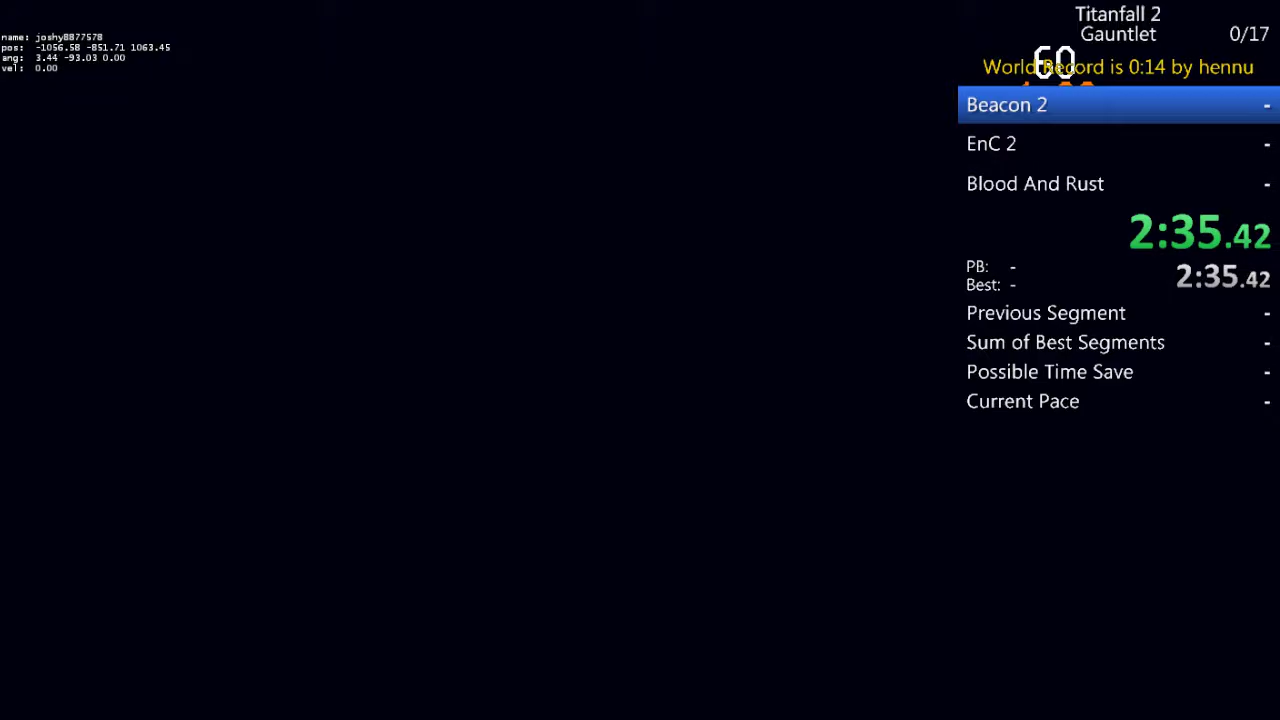 name: joshy8877578
pos: -1056.58 -851.71 1063.45
ang: 3.44 -93.03 0.00
vel: 0.00
Titanfall 2
Gauntlet 0/17
60
World Record is 0:14 by hennu
Beacon 2 -
EnC 2 -
Blood And Rust -
2:35.42
PB: -
2:35.42
Best: -
Previous Segment -
Sum of Best Segments -
Possible Time Save -
Current Pace -